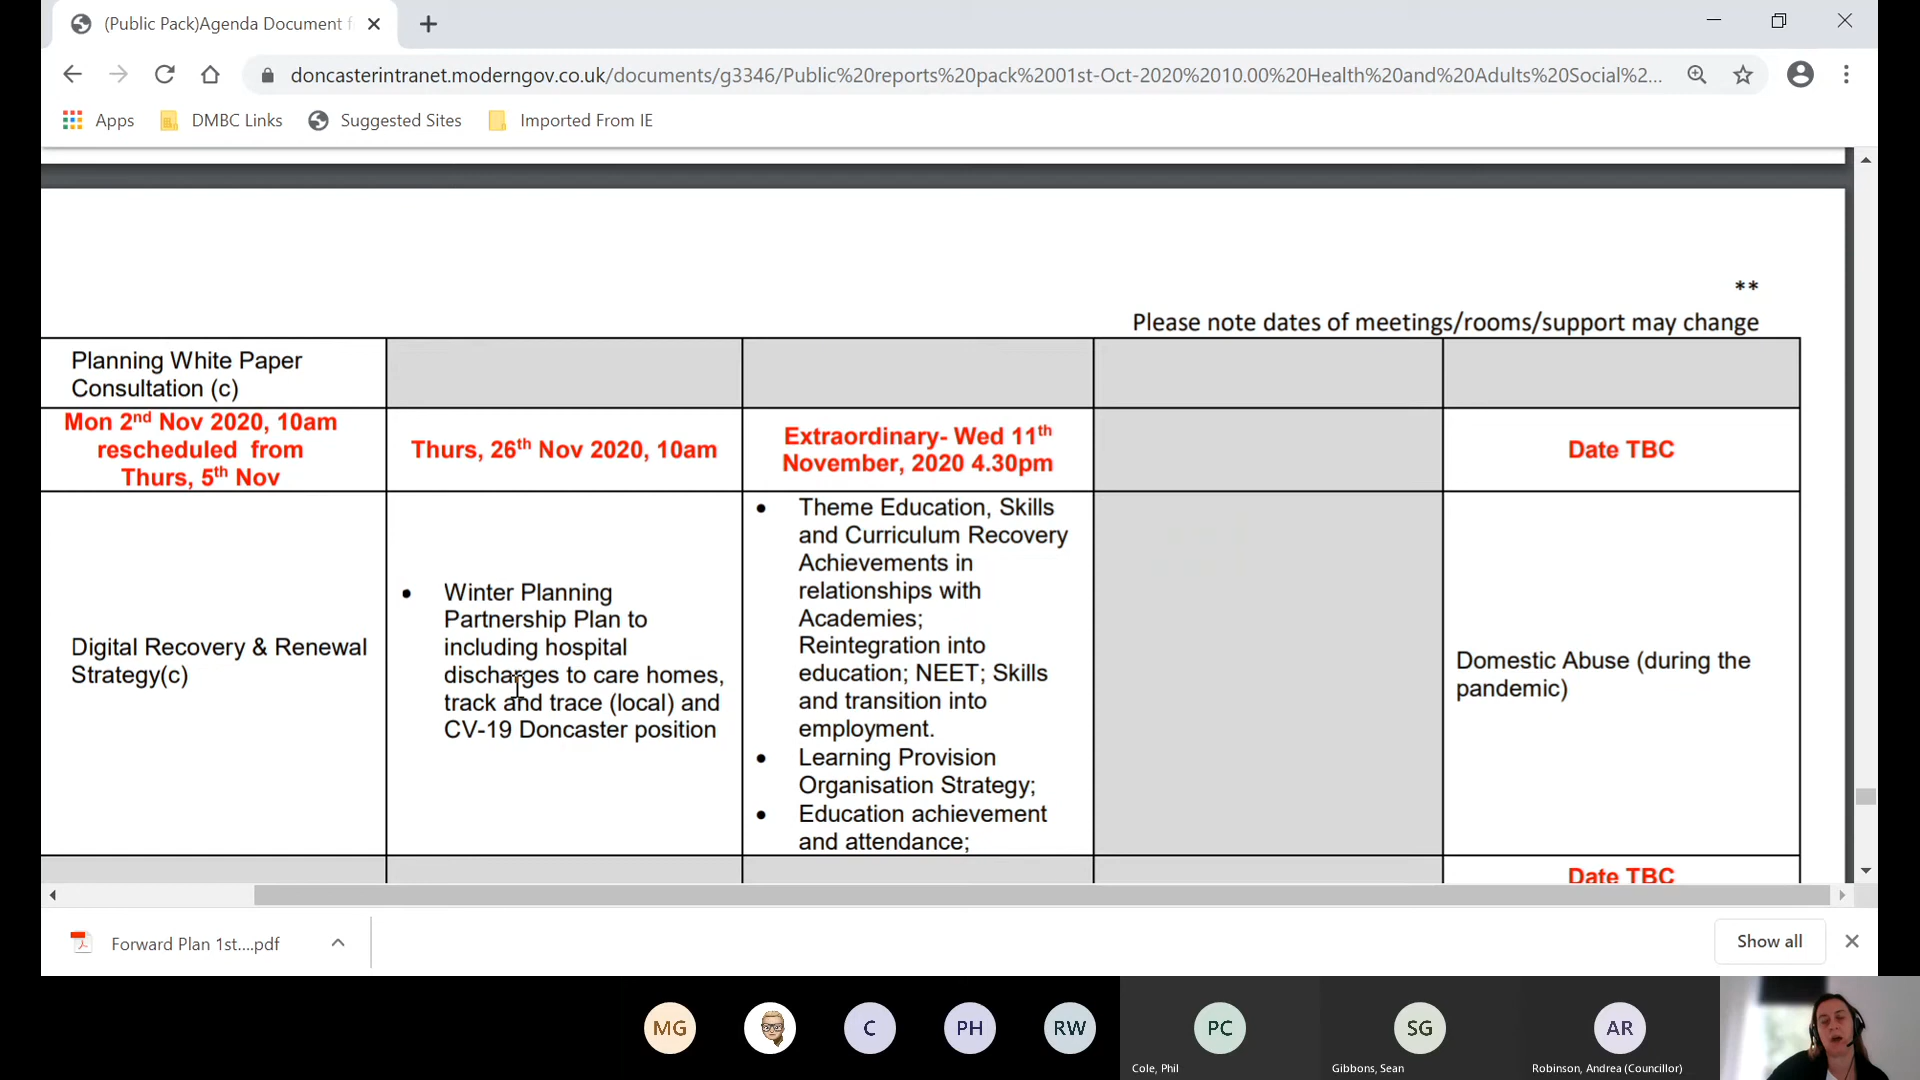 (Public Pack)Agenda Document f
doncasterintranet.moderngov.co.uk/documents/g3346/Public%20reports%20pack%2001st-Oct-2020%2010.00%20Health%20and%20Adults%20Social%2...
Apps DMBC Links Suggested Sites Imported From IE
**
Please note dates of meetings/rooms/support may change
Planning White Paper
Consultation (c)
Mon 2nd Nov 2020, 10am
rescheduled from
Thurs, 5th Nov
Thurs, 26th Nov 2020, 10am
Extraordinary- Wed 11th
November, 2020 4.30pm
Date TBC
Digital Recovery & Renewal
Strategy(c)
• Winter Planning
Partnership Plan to
including hospital
discharges to care homes,
track and trace (local) and
CV-19 Doncaster position
• Theme Education, Skills
and Curriculum Recovery
Achievements in
relationships with
Academies;
Reintegration into
education; NEET; Skills
and transition into
employment.
• Learning Provision
Organisation Strategy;
• Education achievement
and attendance;
Domestic Abuse (during the
pandemic)
Date TBC
Forward Plan 1st....pdf
Show all
MG
C
PH
RW
PC
SG
AR
Cole, Phil
Gibbons, Sean
Robinson, Andrea (Councillor)